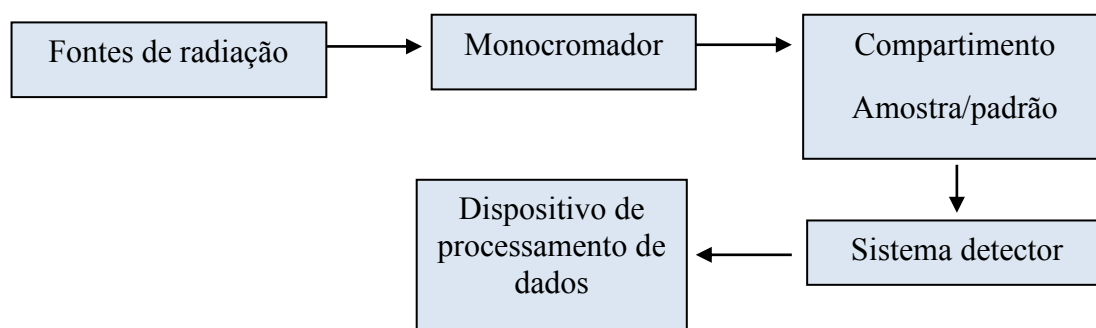 Fontes de radiação
Monocromador
Compartimento
Amostra/padrão
Sistema detector
Dispositivo de
processamento de
dados